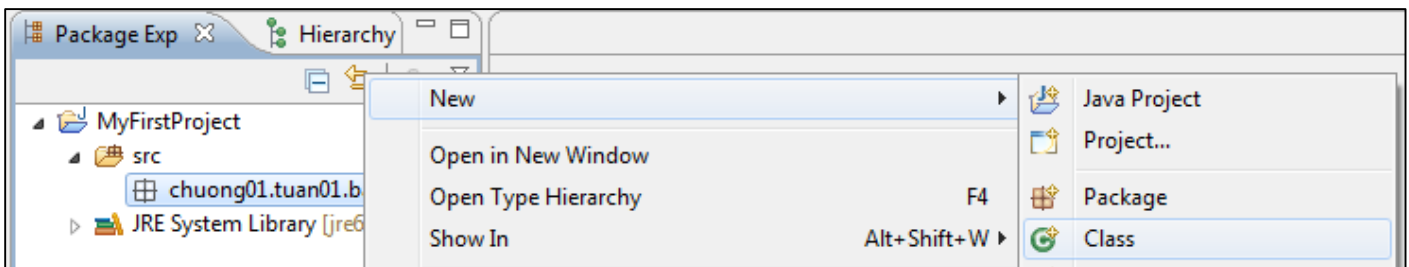 Package Exp Hierarchy
New
Java Project
MyFirstProject
Project...
src
Open in New Window
chuong01.tuan01.b
Open Type Hierarchy F4
Package
JRE System Library [jre6
Show In Alt+Shift+W
Class